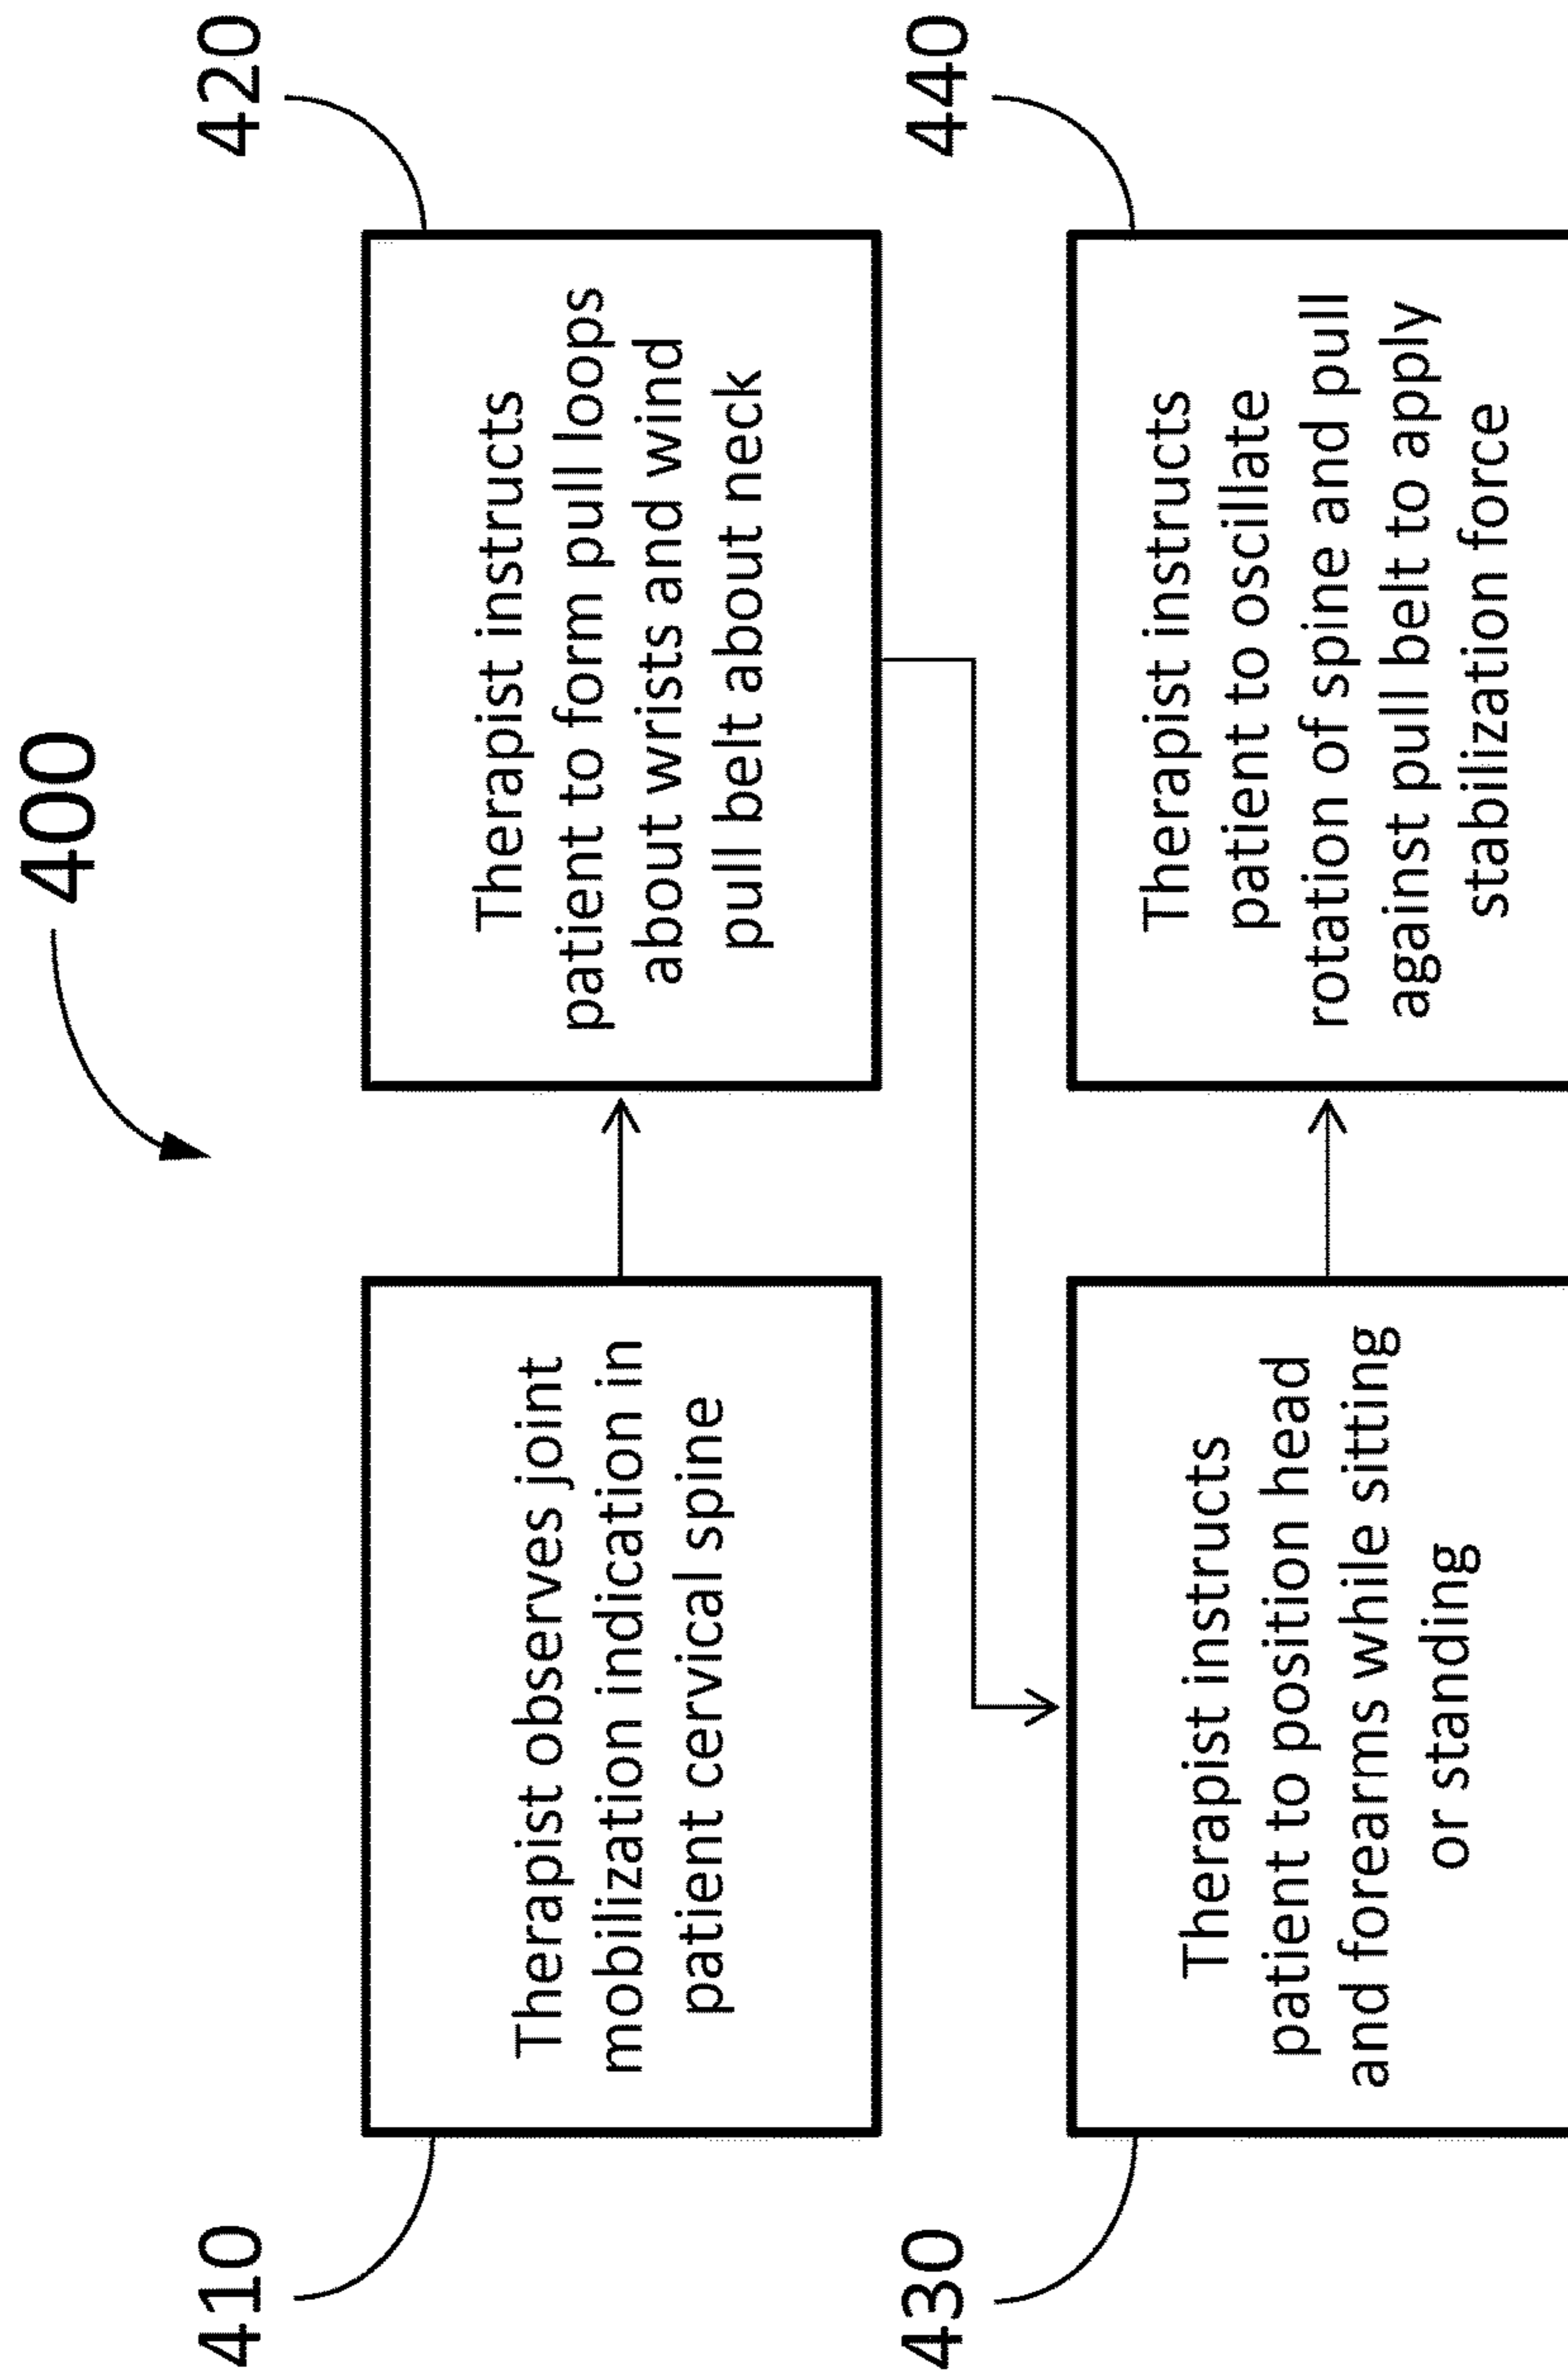 400
410
Therapist observes joint
mobilization indication in
patient cervical spine
420
Therapist instructs
patient to form pull loops
about wrists and wind
pull belt about neck
430
Therapist instructs
patient to position head
and forearms while sitting
or standing
440
Therapist instructs
patient to oscillate
rotation of spine and pull
against pull belt to apply
stabilization force